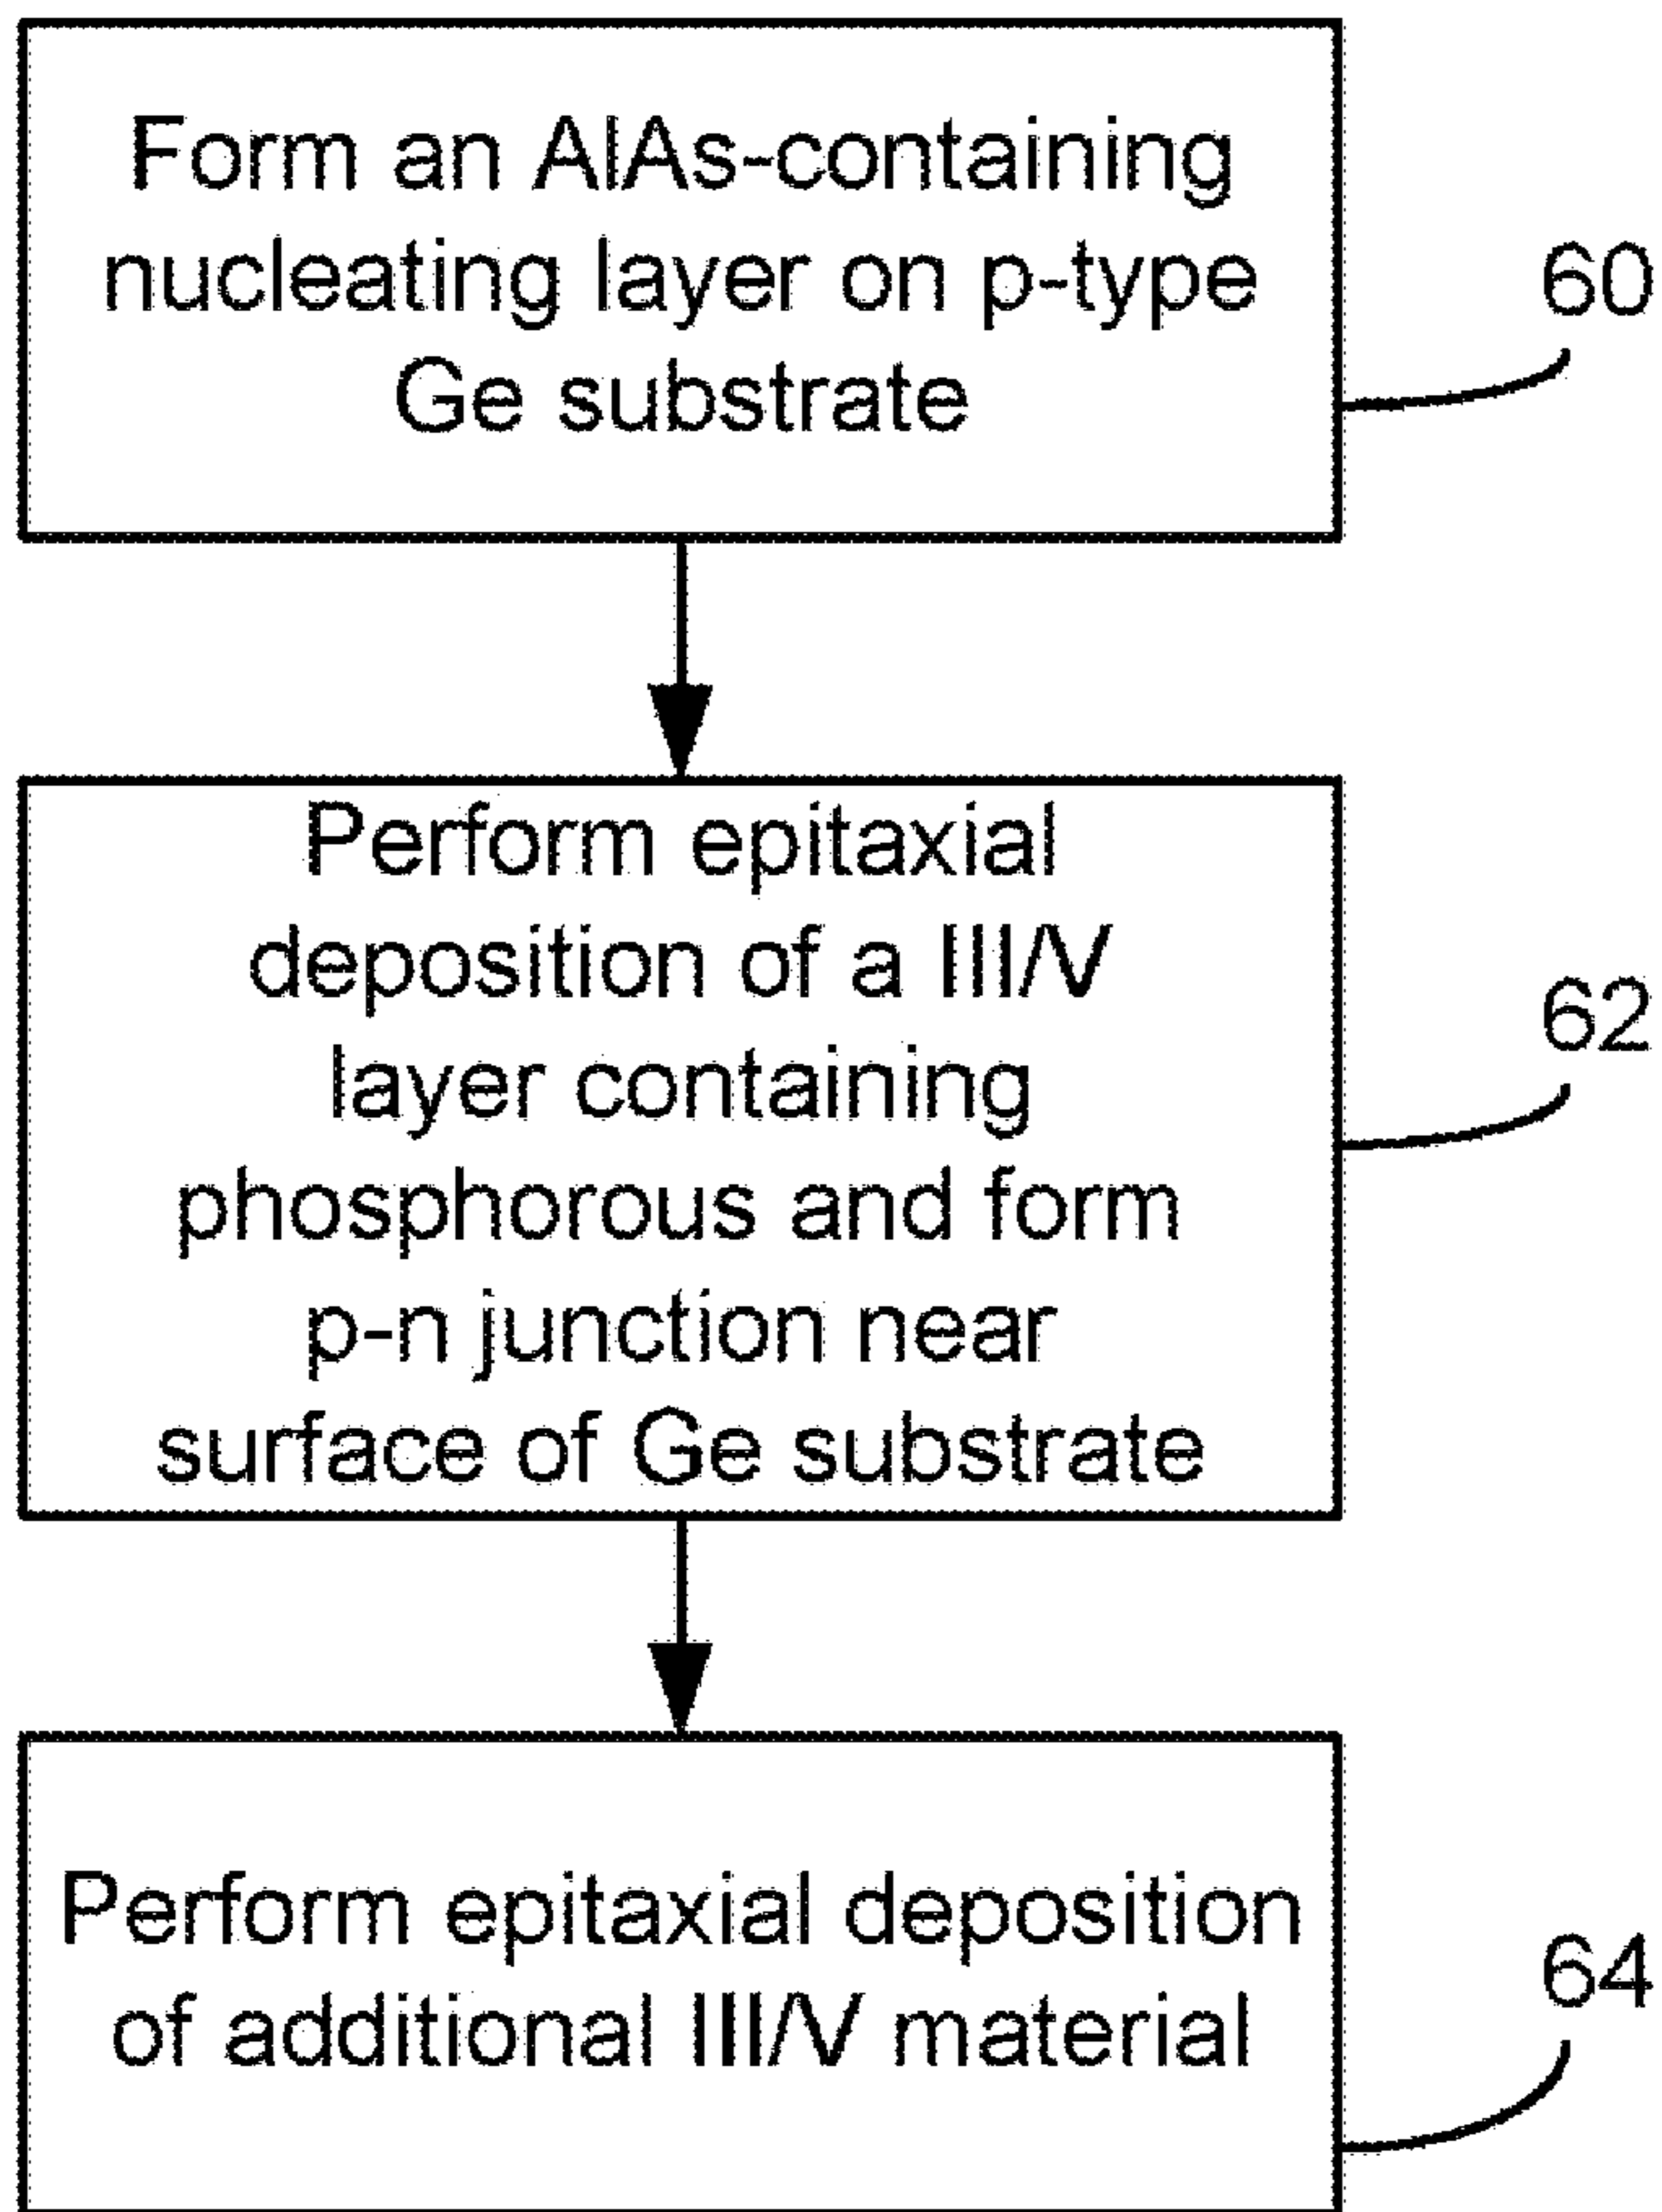 Form an AlAs-containing
nucleating layer on p-type
Ge substrate
60
Perform epitaxial
deposition of a III/V
layer containing
phosphorous and form
p-n junction near
surface of Ge substrate
62
Perform epitaxial deposition
of additional III/V material
64